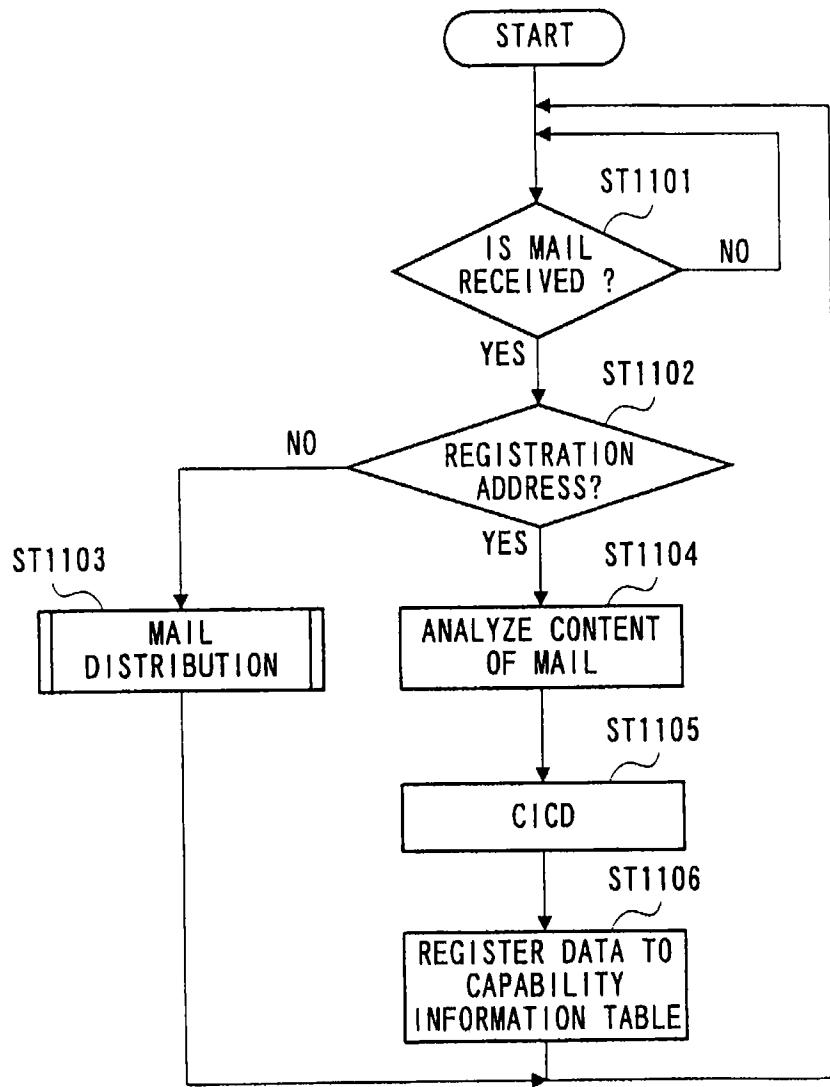 START
ST1101
IS MAIL
RECEIVED ?
NO
YES
ST1102
NO
REGISTRATION
ADDRESS?
YES
ST1103
ST1104
MAIL
DISTRIBUTION
ANALYZE CONTENT
OF MAIL
ST1105
CICD
ST1106
REGISTER DATA TO
CAPABILITY
INFORMATION TABLE